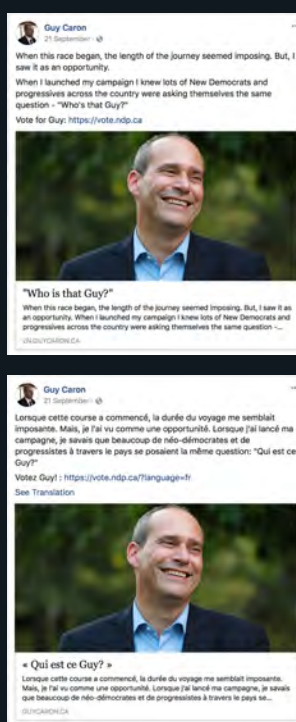 Guy Caron
21 September ·
When this race began, the length of the journey seemed imposing. But, I
saw it as an opportunity.
When I launched my campaign I knew lots of New Democrats and
progressives across the country were asking themselves the same
question - "Who's that Guy?"
Vote for Guy: https://vote.ndp.ca
"Who is that Guy?"
When this race began, the length of the journey seemed imposing. But, I saw it as
an opportunity. When I launched my campaign I knew lots of New Democrats and
progressives across the country were asking themselves the same question -...
GUYCARON.CA
Guy Caron
21 September ·
Lorsque cette course a commencé, la durée du voyage me semblait
imposante. Mais, je l'ai vu comme une opportunité. Lorsque j'ai lancé ma
campagne, je savais que beaucoup de néo-démocrates et de
progressistes à travers le pays se posaient la même question: "Qui est ce
Guy?"
Votez Guy! : https://vote.ndp.ca/?language=fr
See Translation
« Qui est ce Guy? »
Lorsque cette course a commencé, la durée du voyage me semblait imposante.
Mais, je l'ai vu comme une opportunité. Lorsque j'ai lancé ma campagne, je savais
que beaucoup de néo-démocrates et de progressistes à travers le pays se...
GUYCARON.CA